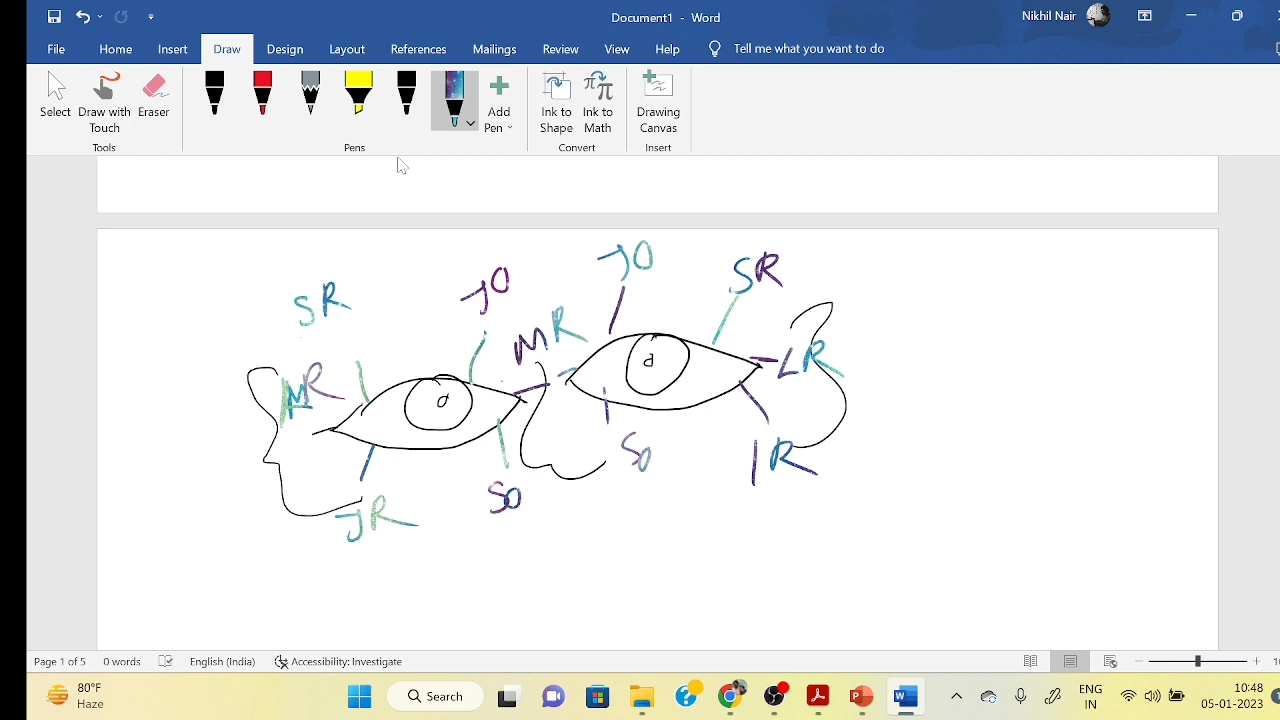 Document1 - Word
Nikhil Nair
File Home Insert Draw Design Layout References Mailings Review View Help Tell me what you want to do
Select Draw with Touch Eraser
Add Pen
Ink to Shape Ink to Math
Drawing Canvas
Tools Pens Convert Insert
IO SR
SR IO MR LR
MR
SO IR
IR SO
Page 1 of 5 0 words English (India) Accessibility: Investigate
80°F
Haze
Search
ENG
IN
10:48
05-01-2023